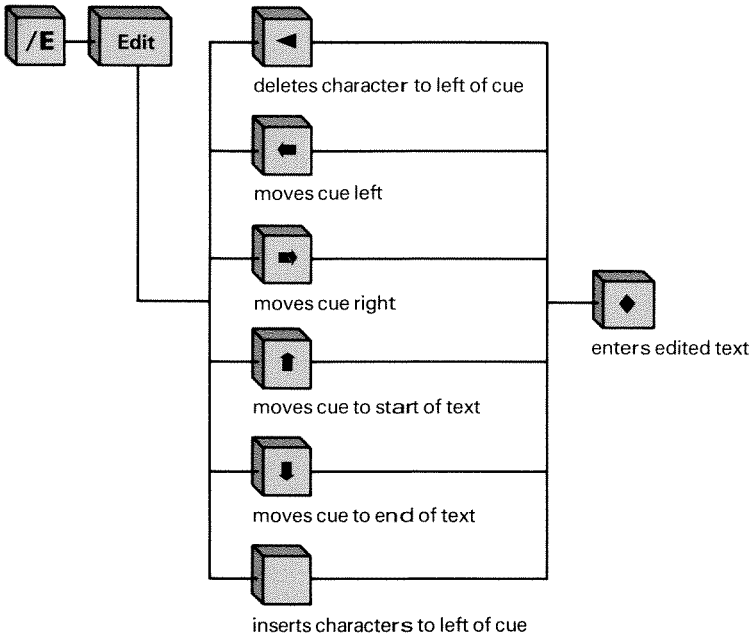 /E Edit
deletes character to left of cue
moves cue left
moves cue right
enters edited text
moves cue to start of text
moves cue to end of text
inserts characters to left of cue